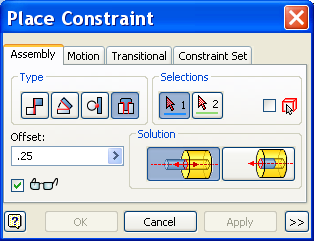 Place Constraint
Assembly Motion Transitional Constraint Set
Type Selections
1 2
Offset: Solution
.25
? OK Cancel Apply >>